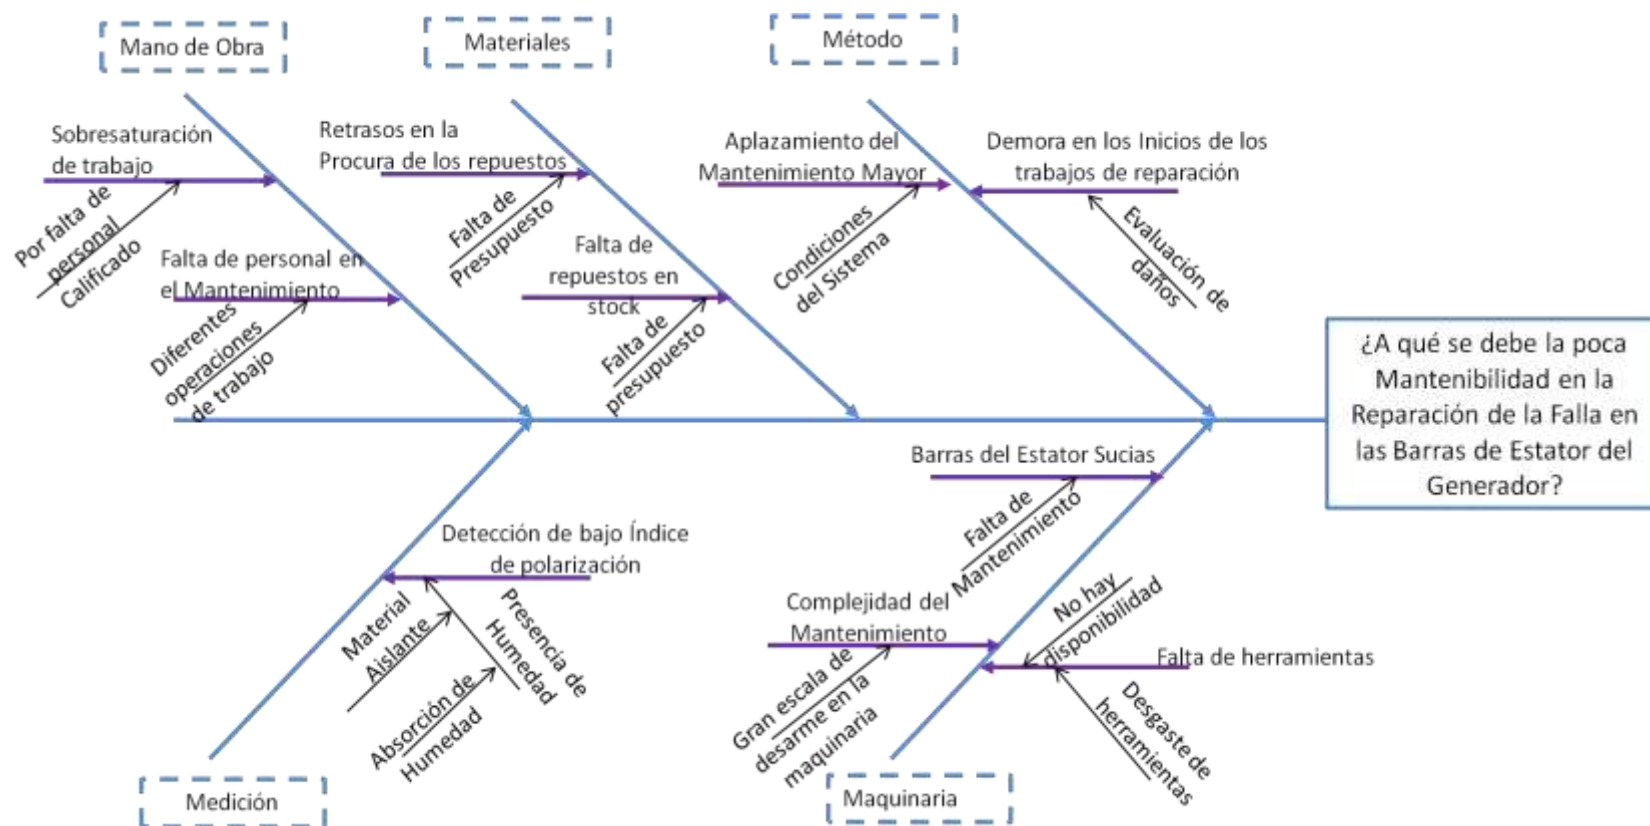 Mano de Obra
Materiales
Método
Sobresaturación
de trabajo
Por falta de
personal
Calificado
Falta de personal en
el Mantenimiento
Diferentes
operaciones
de trabajo
Retrasos en la
Procura de los repuestos
Falta de
Presupuesto
Falta de
repuestos en
stock
Falta de
presupuesto
Aplazamiento del
Mantenimiento Mayor
Condiciones
del Sistema
Demora en los Inicios de los
trabajos de reparación
Evaluación de
daños
¿A qué se debe la poca
Mantenibilidad en la
Reparación de la Falla en
las Barras de Estator del
Generador?
Detección de bajo Índice
de polarización
Material
Aislante
Presencia de
Humedad
Absorción de
Humedad
Medición
Barras del Estator Sucias
Falta de
Mantenimiento
Complejidad del
Mantenimiento
Gran escala de
desarme en la
maquinaria
No hay
disponibilidad
Falta de herramientas
Desgaste de
herramientas
Maquinaria